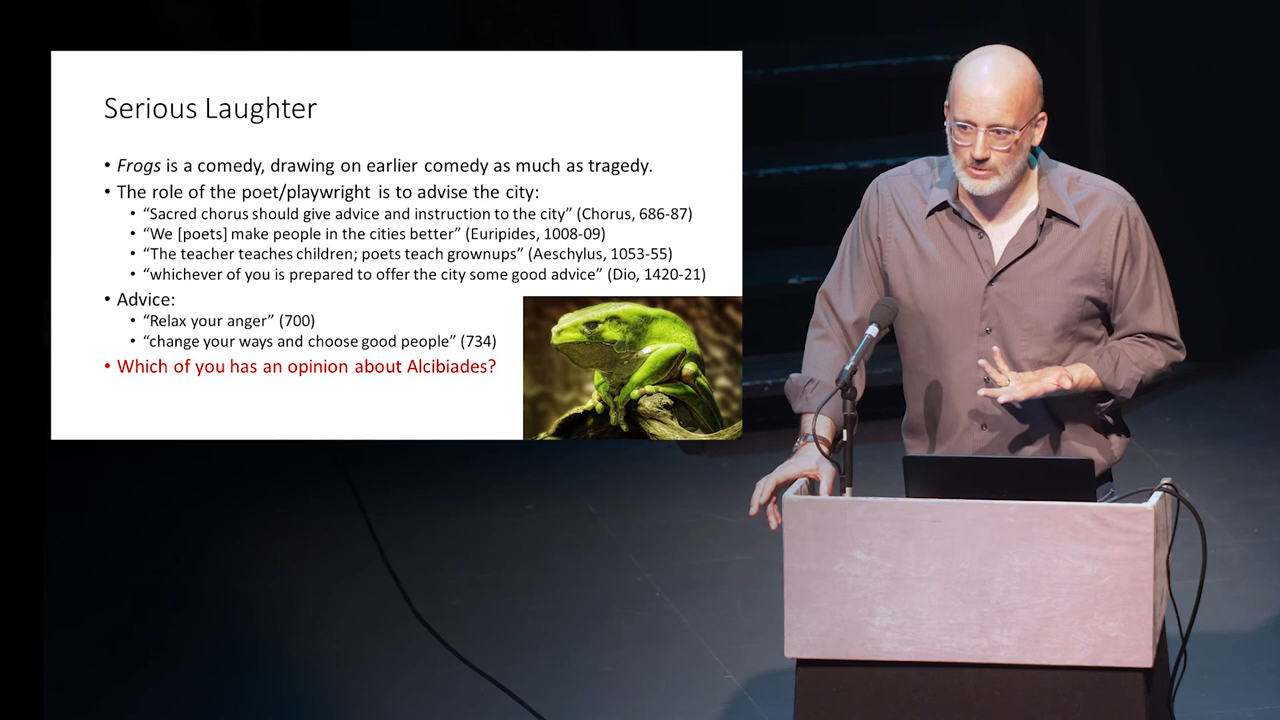 Serious Laughter
• Frogs is a comedy, drawing on earlier comedy as much as tragedy.
• The role of the poet/playwright is to advise the city:
• “Sacred chorus should give advice and instruction to the city” (Chorus, 686-87)
• “We [poets] make people in the cities better” (Euripides, 1008-09)
• “The teacher teaches children; poets teach grownups” (Aeschylus, 1053-55)
• “whichever of you is prepared to offer the city some good advice” (Dio, 1420-21)
• Advice:
• “Relax your anger” (700)
• “change your ways and choose good people” (734)
• Which of you has an opinion about Alcibiades?